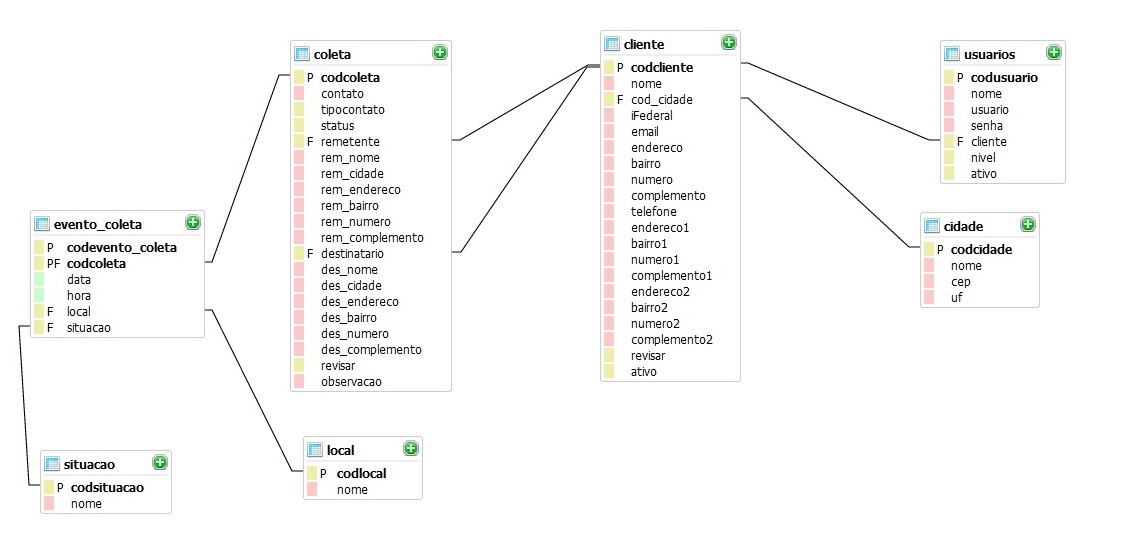 coleta
P codcoleta
contato
tipocontato
status
F remetente
rem_nome
rem_cidade
rem_endereco
rem_bairro
rem_numero
rem_complemento
F destinatario
des_nome
des_cidade
des_endereco
des_bairro
des_numero
des_complemento
revisar
observacao
cliente
P codcliente
nome
F cod_cidade
iFederal
email
endereco
bairro
numero
complemento
telefone
endereco1
bairro1
numero1
complemento1
endereco2
bairro2
numero2
complemento2
revisar
ativo
usuarios
P codusuario
nome
usuario
senha
F cliente
nivel
ativo
evento_coleta
P codevento_coleta
PF codcoleta
data
hora
F local
F situacao
cidade
P codcidade
nome
cep
uf
situacao
P codsituacao
nome
local
P codlocal
nome